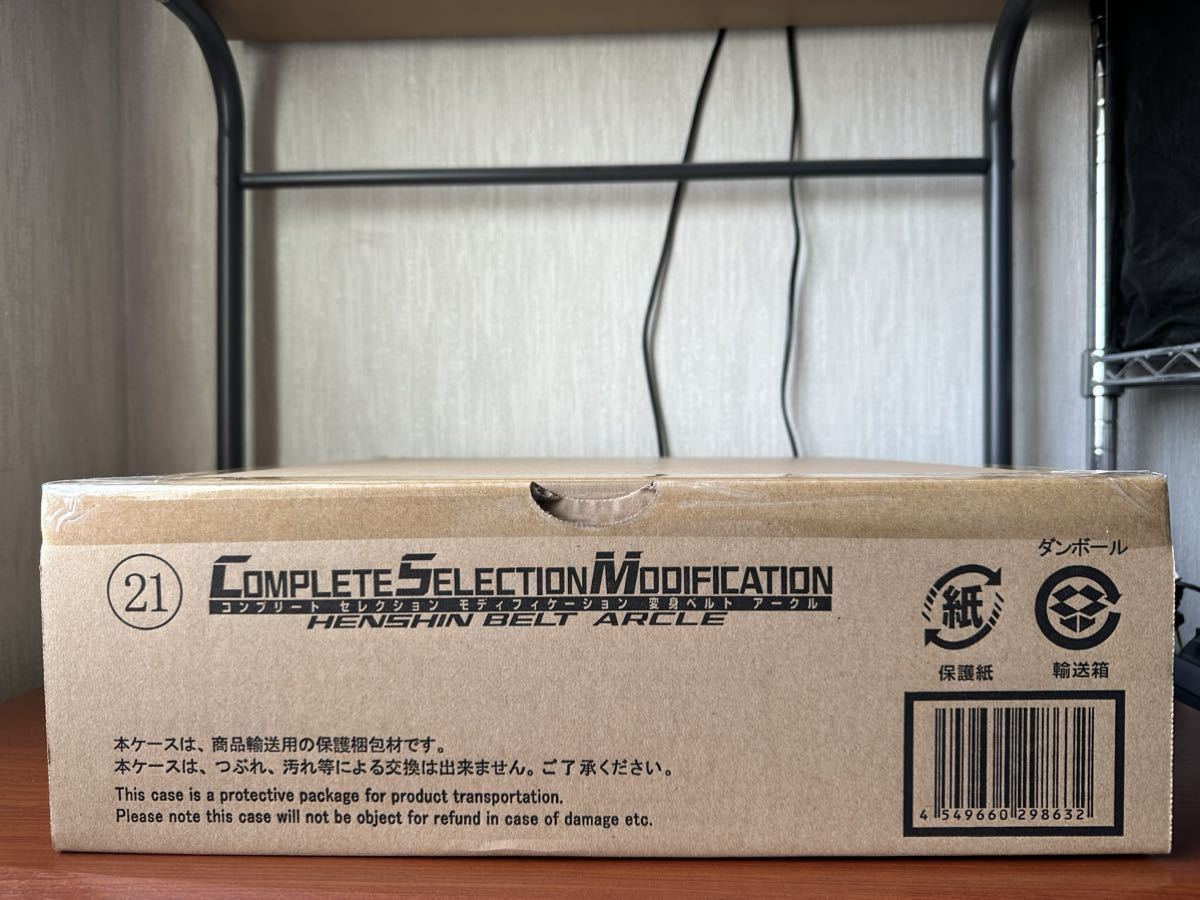 21
COMPLETE SELECTION MODIFICATION
コンプリート セレクション モディフィケーション 変身ベルト アークル
HENSHIN BELT ARCLE
ダンボール
紙
保護紙
輸送箱
本ケースは、商品輸送用の保護梱包材です。
本ケースは、つぶれ、汚れ等による交換は出来ません。ご了承ください。
This case is a protective package for product transportation.
Please note this case will not be object for refund in case of damage etc.
4 549660 298632